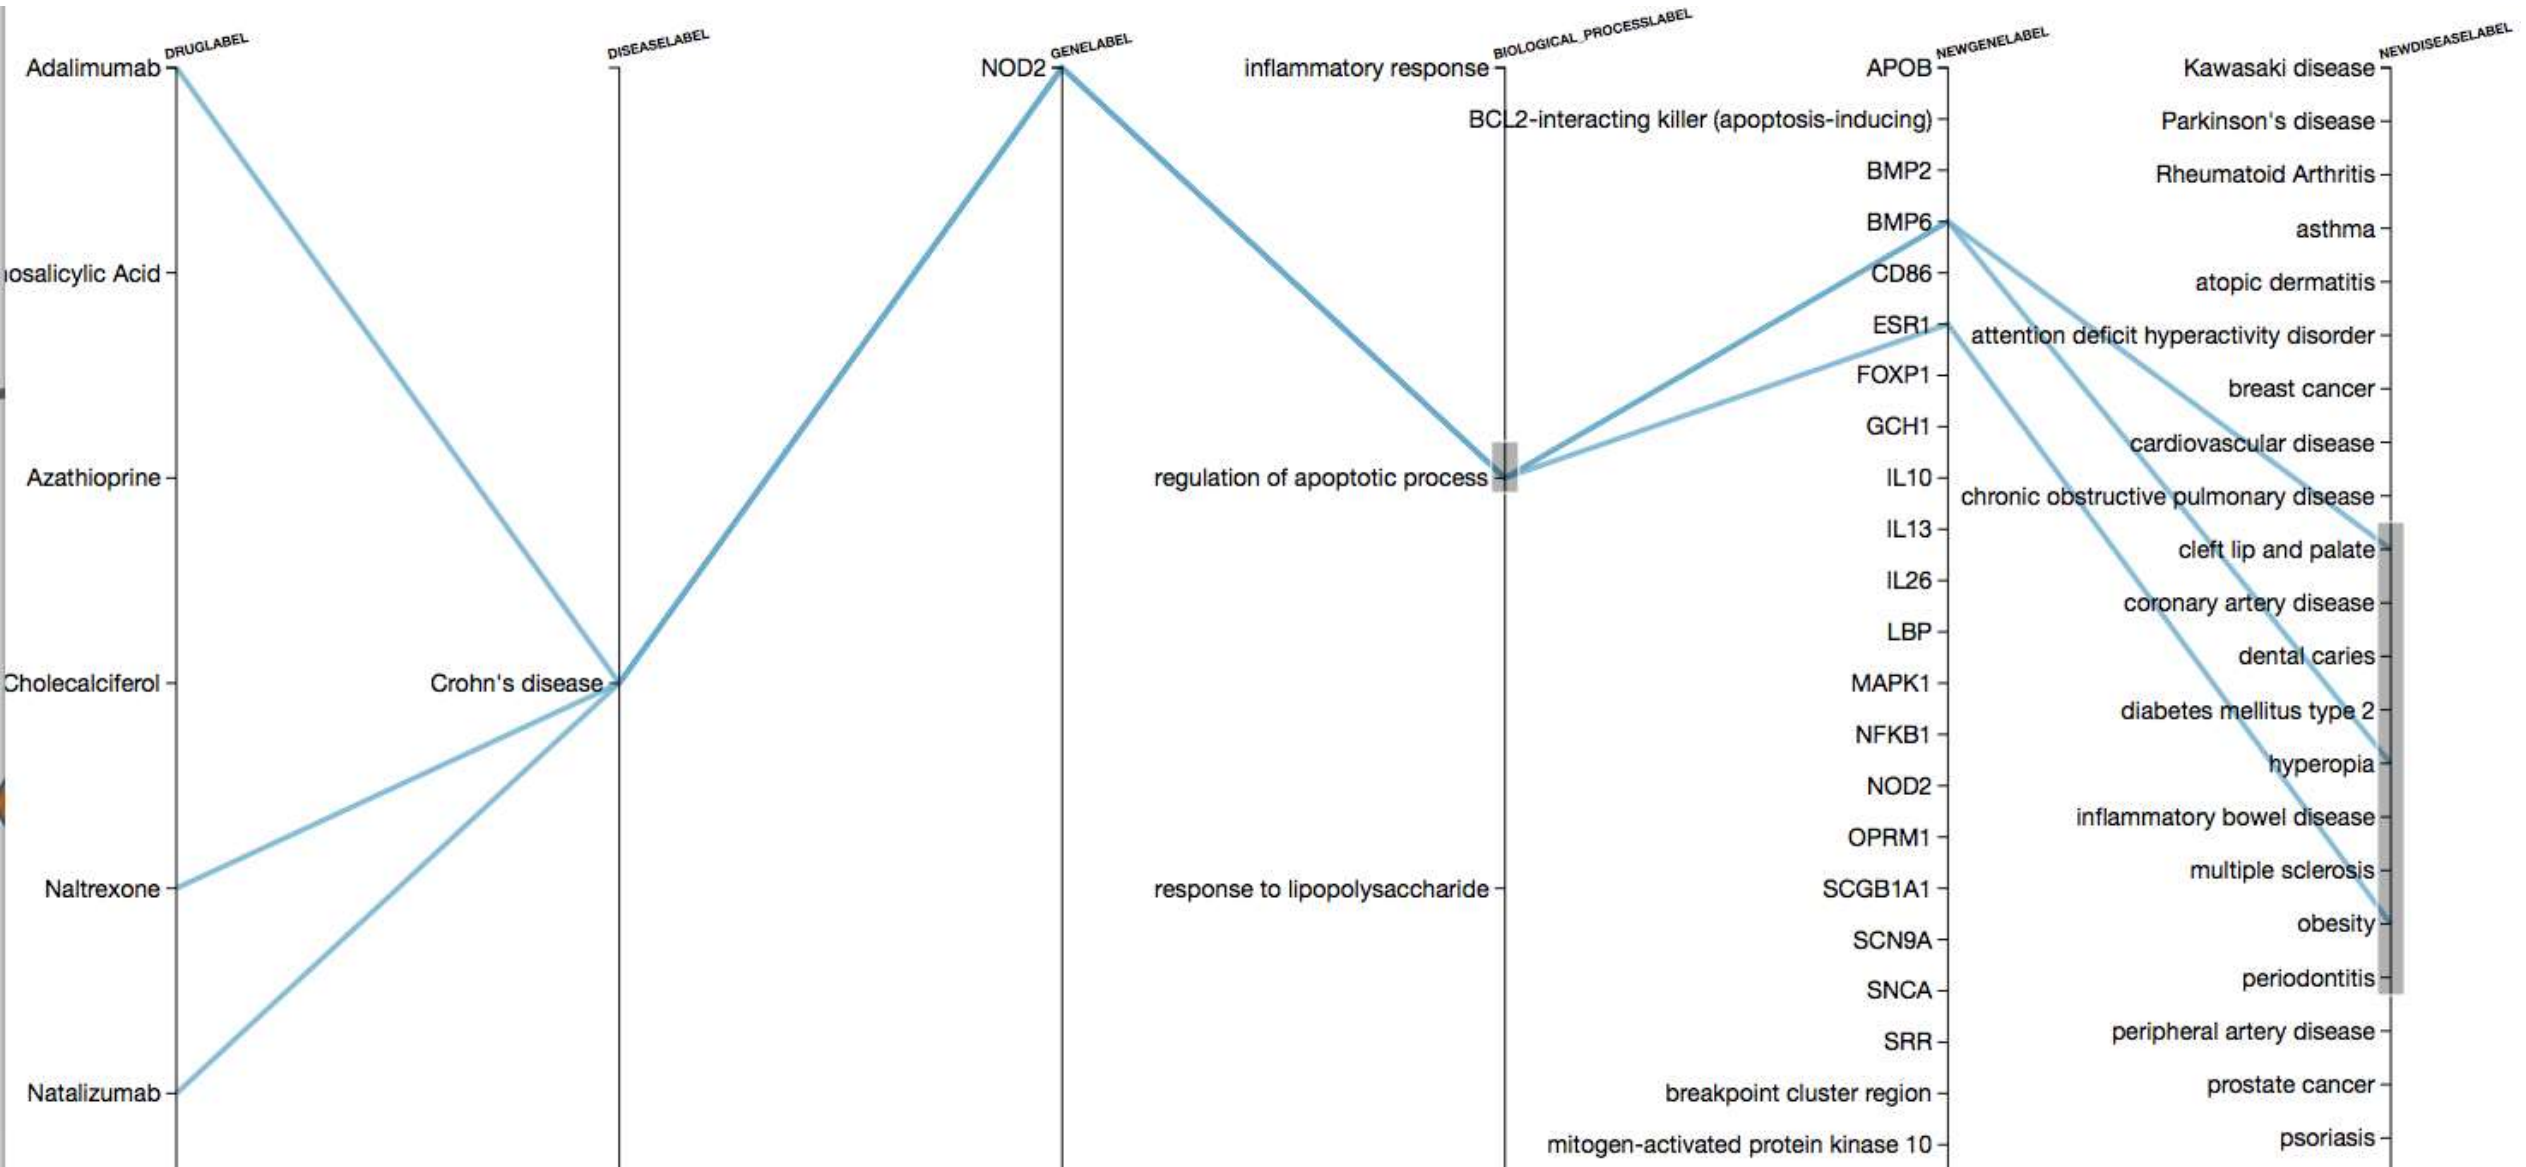 DRUGLABEL
DISEASELABEL
GENELABEL
BIOLOGICAL_PROCESSLABEL
NEWGENELABEL
NEWDISEASELABEL
Adalimumab
osalicylic Acid
Azathioprine
Cholecalciferol
Naltrexone
Natalizumab
Crohn's disease
NOD2
inflammatory response
regulation of apoptotic process
response to lipopolysaccharide
APOB
BCL2-interacting killer (apoptosis-inducing)
BMP2
BMP6
CD86
ESR1
FOXP1
GCH1
IL10
IL13
IL26
LBP
MAPK1
NFKB1
NOD2
OPRM1
SCGB1A1
SCN9A
SNCA
SRR
breakpoint cluster region
mitogen-activated protein kinase 10
Kawasaki disease
Parkinson's disease
Rheumatoid Arthritis
asthma
atopic dermatitis
attention deficit hyperactivity disorder
breast cancer
cardiovascular disease
chronic obstructive pulmonary disease
cleft lip and palate
coronary artery disease
dental caries
diabetes mellitus type 2
hyperopia
inflammatory bowel disease
multiple sclerosis
obesity
periodontitis
peripheral artery disease
prostate cancer
psoriasis